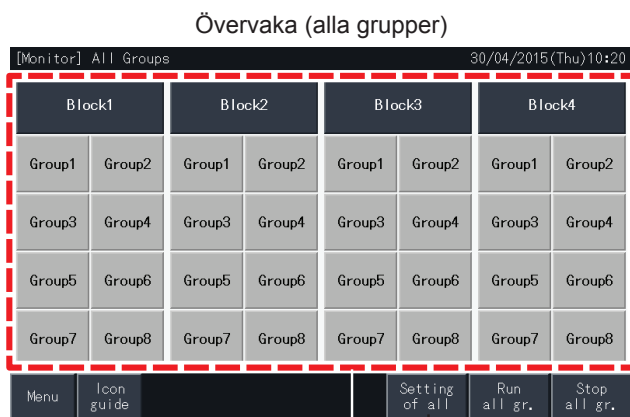 Övervaka (alla grupper)
[Monitor] All Groups 30/04/2015(Thu)10:20
Block1 Block2 Block3 Block4
Group1 Group2 Group1 Group2 Group1 Group2 Group1 Group2
Group3 Group4 Group3 Group4 Group3 Group4 Group3 Group4
Group5 Group6 Group5 Group6 Group5 Group6 Group5 Group6
Group7 Group8 Group7 Group8 Group7 Group8 Group7 Group8
Menu Icon guide Setting of all Run all gr. Stop all gr.